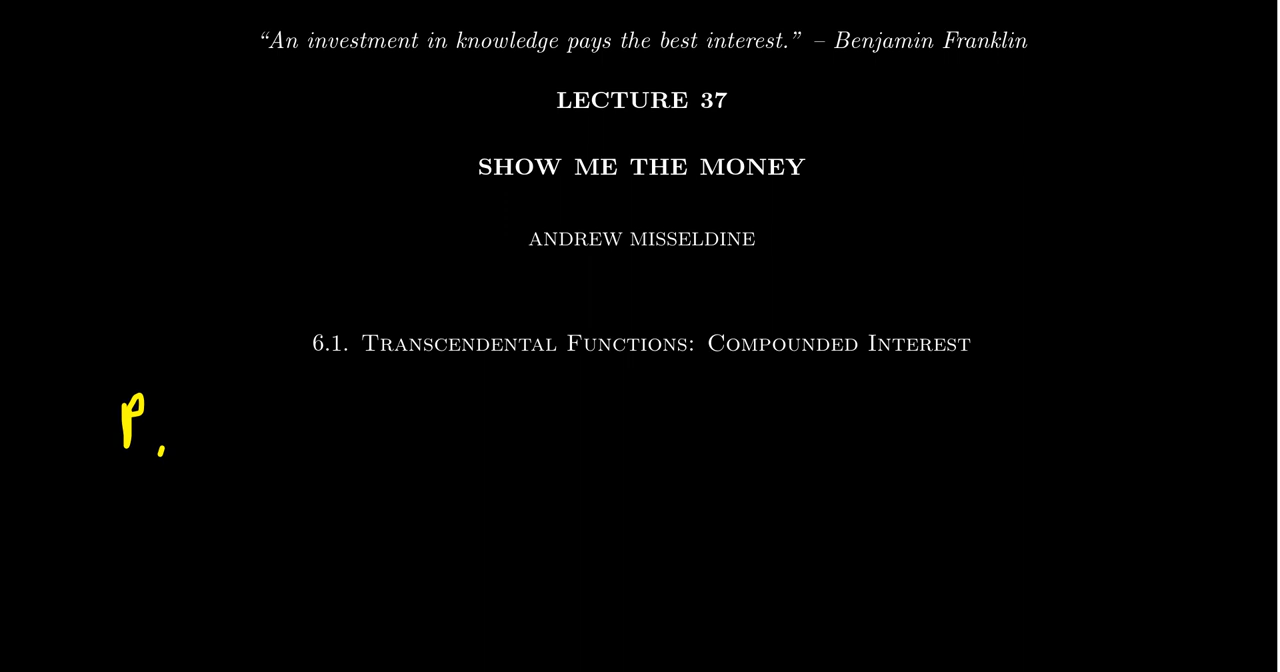 “An investment in knowledge pays the best interest.” – Benjamin Franklin
LECTURE 37
SHOW ME THE MONEY
ANDREW MISSELDINE
6.1. Transcendental Functions: Compounded Interest
P.